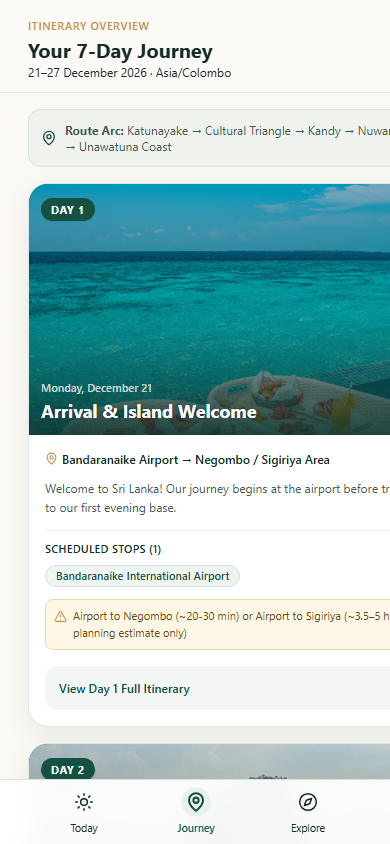 ITINERARY OVERVIEW
Your 7-Day Journey
21–27 December 2026 · Asia/Colombo
Route Arc: Katunayake → Cultural Triangle → Kandy → Nuwar
→ Unawatuna Coast
DAY 1
Monday, December 21
Arrival & Island Welcome
Bandaranaike Airport → Negombo / Sigiriya Area
Welcome to Sri Lanka! Our journey begins at the airport before tr
to our first evening base.
SCHEDULED STOPS (1)
Bandaranaike International Airport
Airport to Negombo (~20-30 min) or Airport to Sigiriya (~3.5–5 h
planning estimate only)
View Day 1 Full Itinerary
DAY 2
Today
Journey
Explore